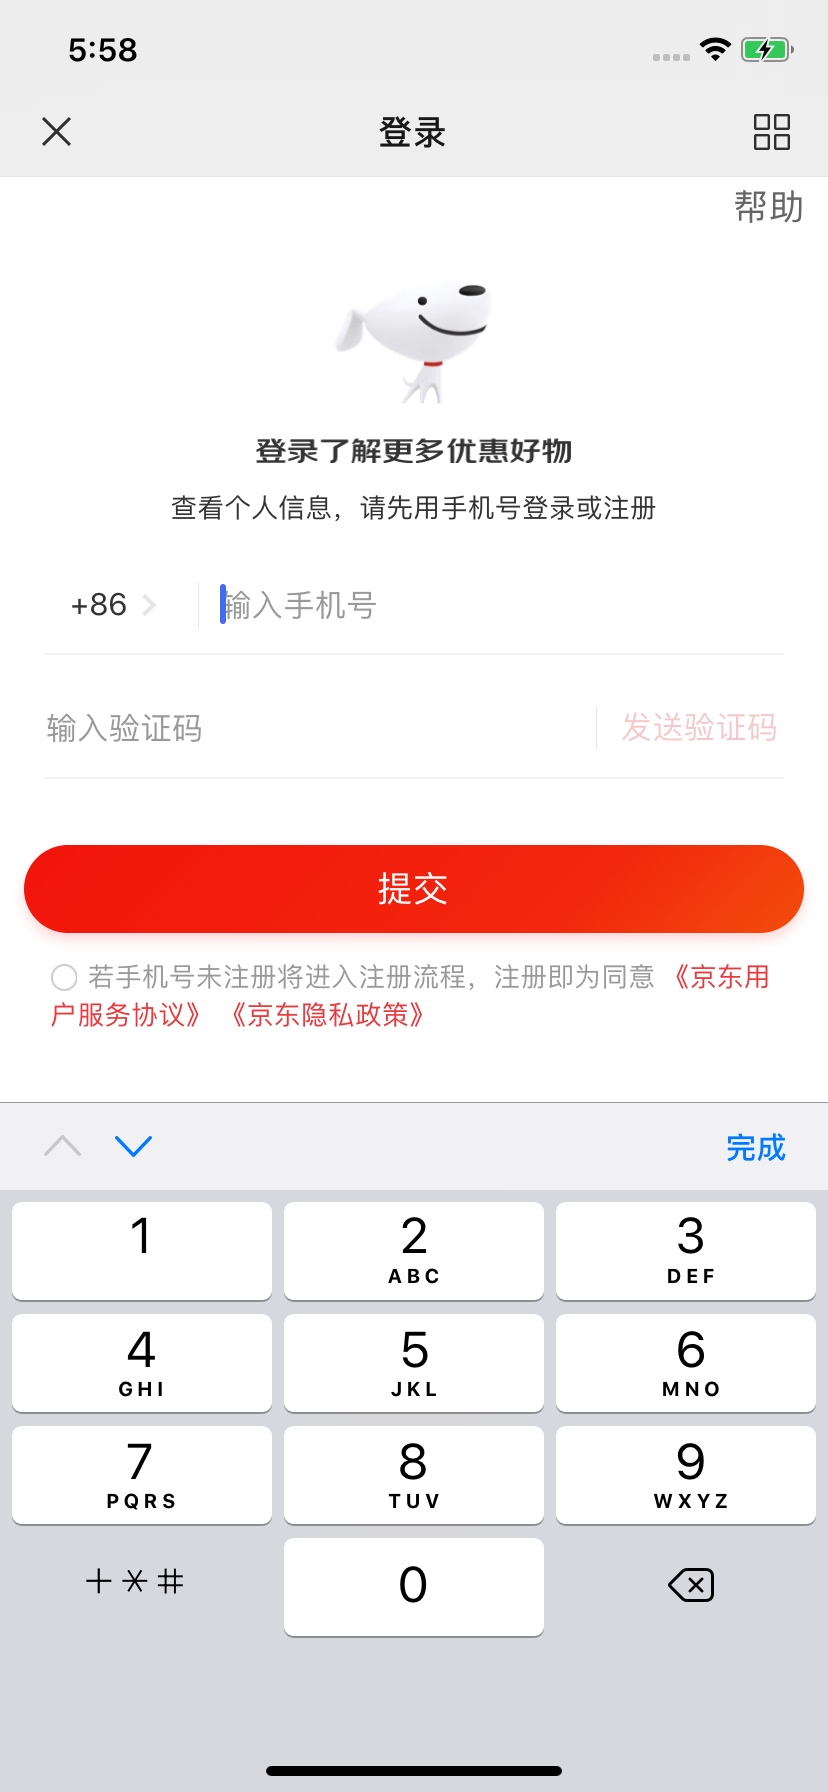 5:58
登录
帮助
登录了解更多优惠好物
查看个人信息，请先用手机号登录或注册
+86 输入手机号
输入验证码 发送验证码
提交
若手机号未注册将进入注册流程，注册即为同意 《京东用
户服务协议》 《京东隐私政策》
完成
1 2 3
ABC DEF
4 5 6
GHI JKL MNO
7 8 9
PQRS TUV WXYZ
+*# 0